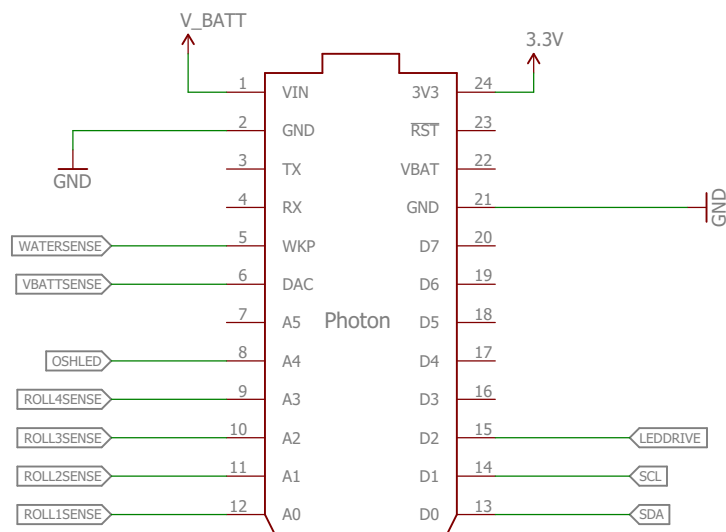 V_BATT
3.3V
1 VIN 3V3 24
2 GND RST 23
GND
3 TX VBAT 22
4 RX GND 21
GND
WATERSENSE 5 WKP D7 20
VBATTSENSE 6 DAC D6 19
7 A5 Photon D5 18
OSHLED 8 A4 D4 17
ROLL4SENSE 9 A3 D3 16
ROLL3SENSE 10 A2 D2 15 LEDDRIVE
ROLL2SENSE 11 A1 D1 14 SCL
ROLL1SENSE 12 A0 D0 13 SDA